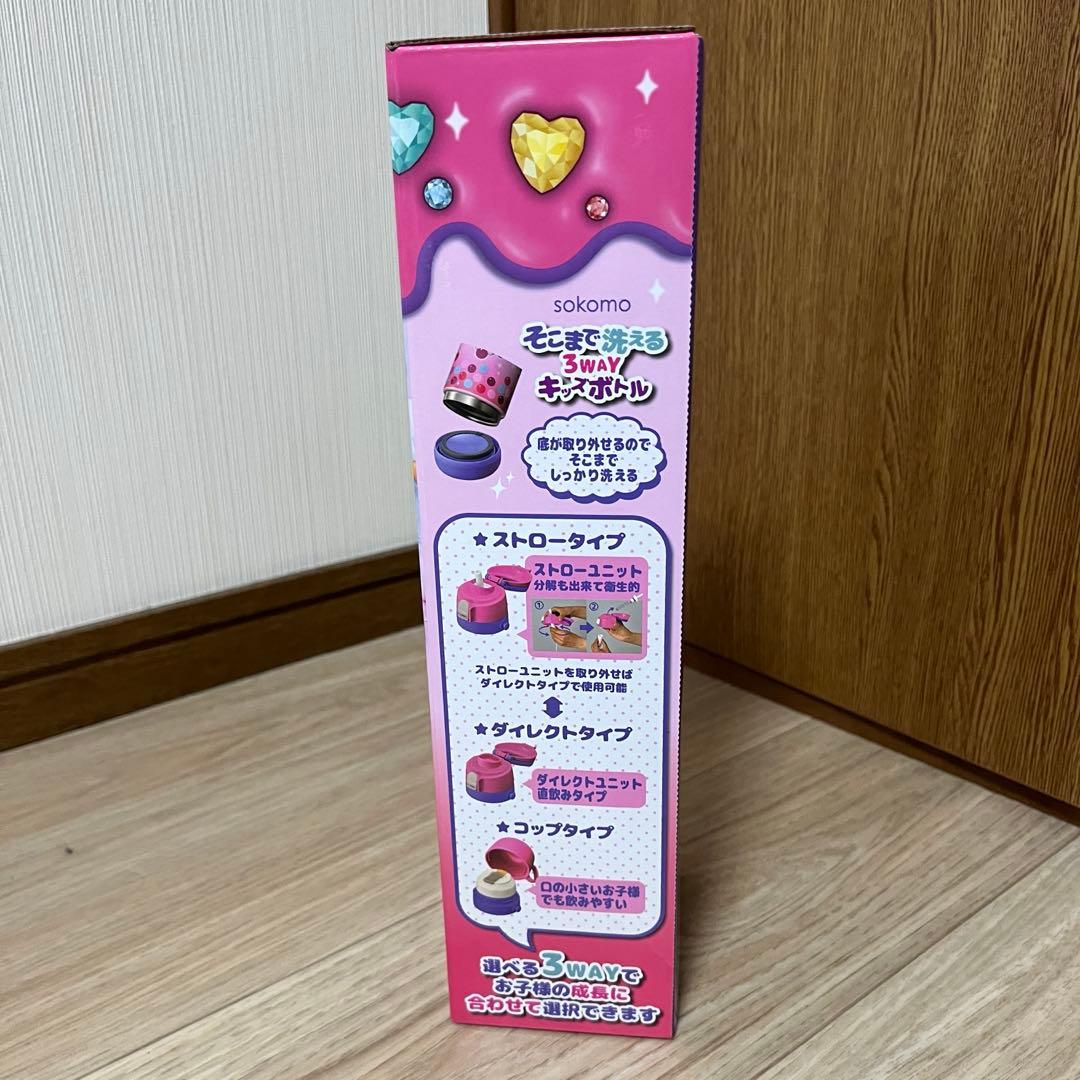 sokomo
そこまで洗える
3WAY
キッズボトル
底が取り外せるので
そこまで
しっかり洗える
★ストロータイプ
ストローユニット
分解も出来て衛生的
① ②
ストローユニットを取り外せば
ダイレクトタイプで使用可能
★ダイレクトタイプ
ダイレクトユニット
直飲みタイプ
★コップタイプ
口の小さいお子様
でも飲みやすい
選べる3WAYで
お子様の成長に
合わせて選択できます